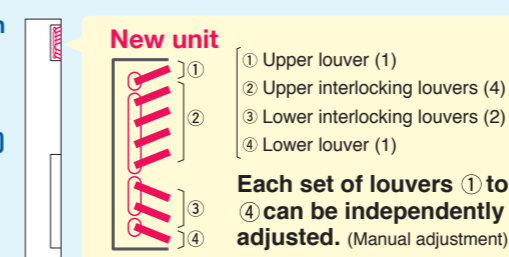 New unit
①
②
③
④
① Upper louver (1)
② Upper interlocking louvers (4)
③ Lower interlocking louvers (2)
④ Lower louver (1)
Each set of louvers ① to
④ can be independently
adjusted. (Manual adjustment)